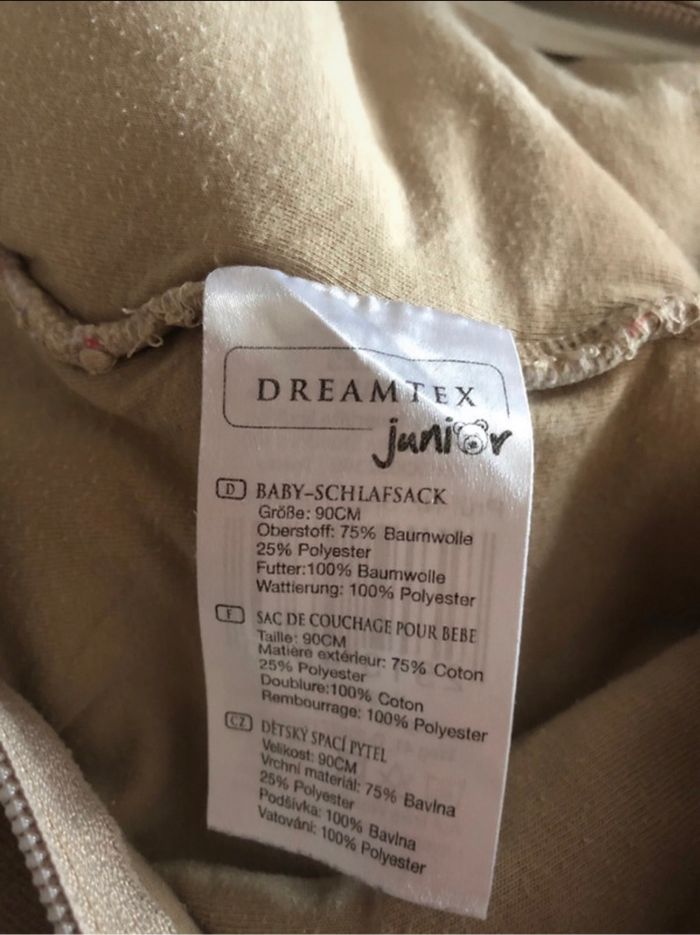 DREAMTEX
junior
D BABY-SCHLAFSACK
Größe: 90CM
Oberstoff: 75% Baumwolle
25% Polyester
Futter:100% Baumwolle
Wattierung: 100% Polyester
F SAC DE COUCHAGE POUR BEBE
Taille: 90CM
Matière extérieur: 75% Coton
25% Polyester
Doublure:100% Coton
Rembourrage: 100% Polyester
CZ DĚTSKÝ SPACÍ PYTEL
Velikost: 90CM
Vrchní materiál: 75% Bavlna
25% Polyester
Podšívka: 100% Bavlna
Vatování: 100% Polyester